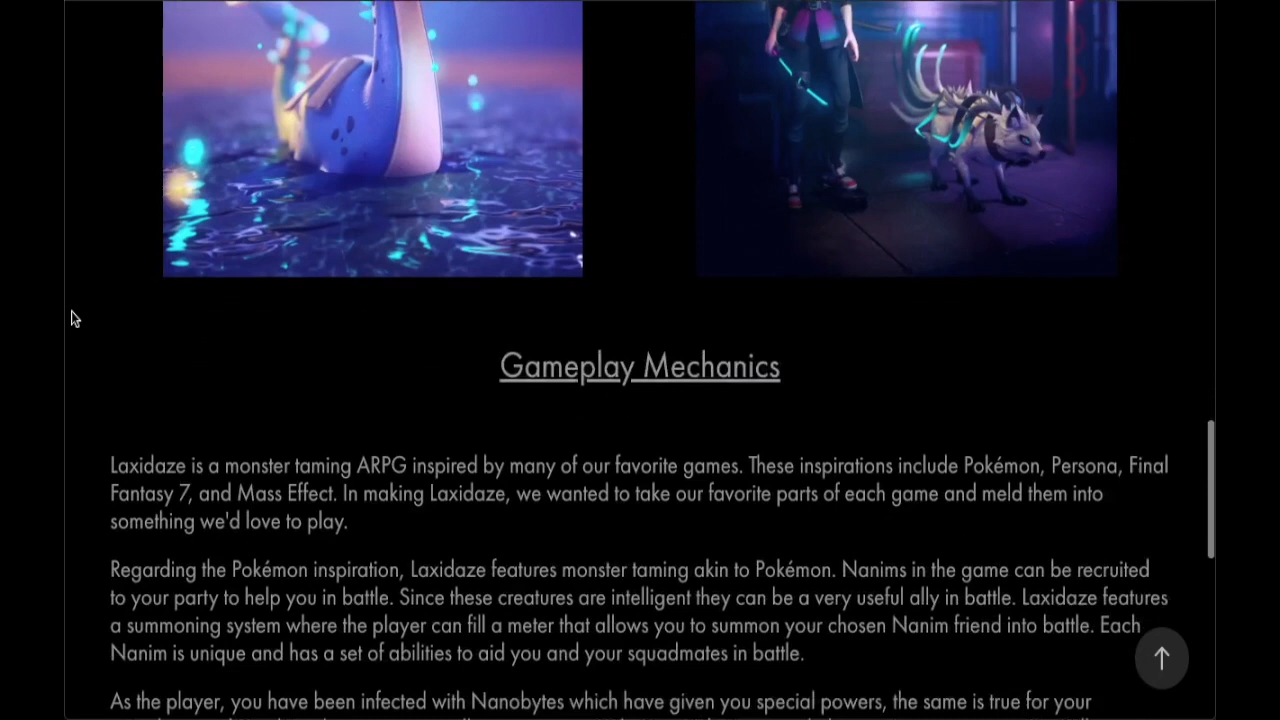 Gameplay Mechanics
Laxidaze is a monster taming ARPG inspired by many of our favorite games. These inspirations include Pokémon, Persona, Final
Fantasy 7, and Mass Effect. In making Laxidaze, we wanted to take our favorite parts of each game and meld them into
something we'd love to play.
Regarding the Pokémon inspiration, Laxidaze features monster taming akin to Pokémon. Nanims in the game can be recruited
to your party to help you in battle. Since these creatures are intelligent they can be a very useful ally in battle. Laxidaze features
a summoning system where the player can fill a meter that allows you to summon your chosen Nanim friend into battle. Each
Nanim is unique and has a set of abilities to aid you and your squadmates in battle.
As the player, you have been infected with Nanobytes which have given you special powers, the same is true for your